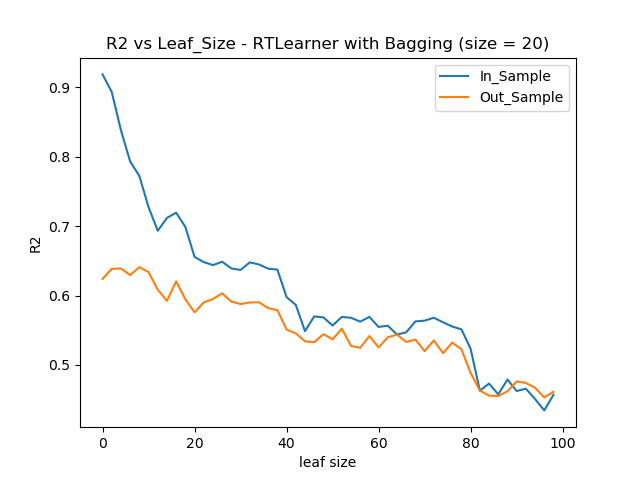 R2 vs Leaf_Size - RTLearner with Bagging (size = 20)
In_Sample
Out_Sample
0.9
0.8
0.7
0.6
0.5
R2
0 20 40 60 80 100
leaf size